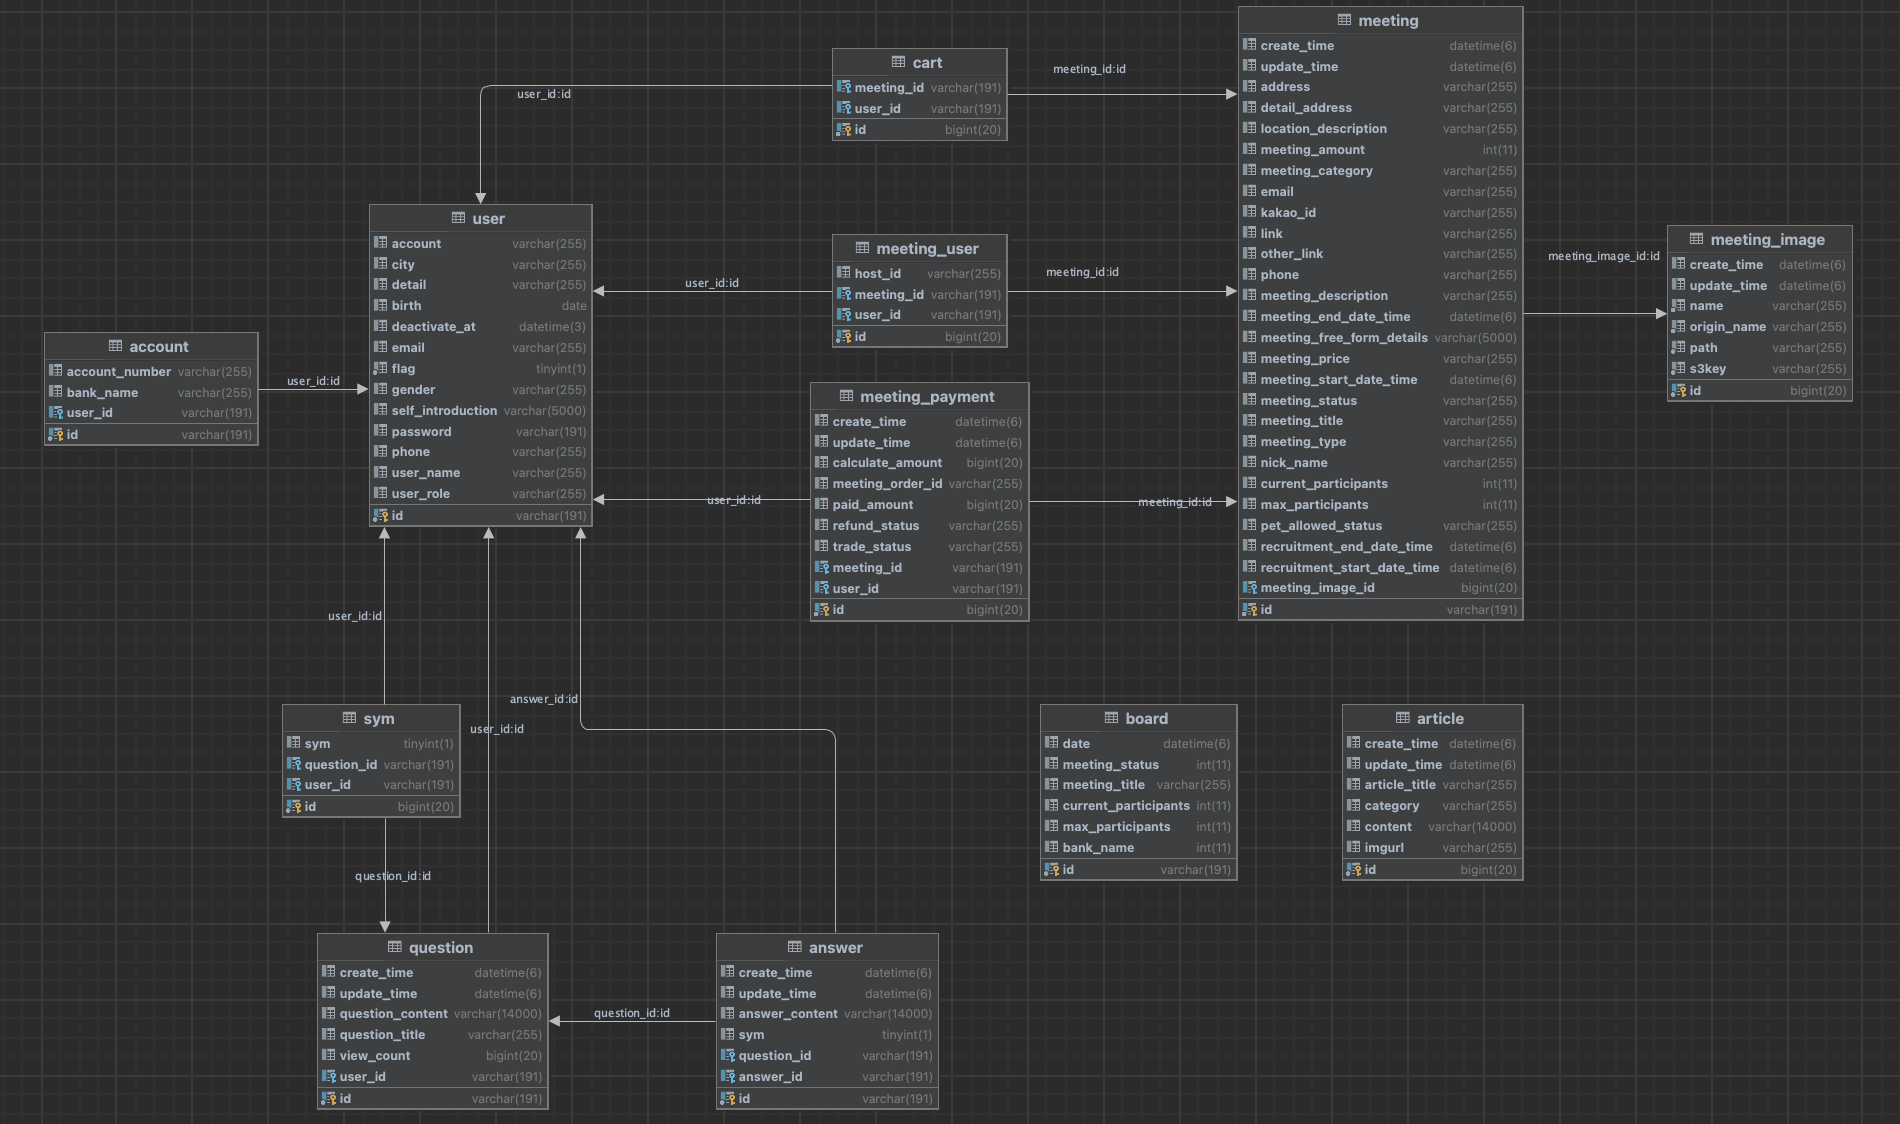 cart
meeting_id varchar(191)
user_id varchar(191)
id bigint(20)
meeting_id:id
user_id:id
meeting
create_time datetime(6)
update_time datetime(6)
address varchar(255)
detail_address varchar(255)
location_description varchar(255)
meeting_amount int(11)
meeting_category varchar(255)
email varchar(255)
kakao_id varchar(255)
link varchar(255)
other_link varchar(255)
phone varchar(255)
meeting_description varchar(255)
meeting_end_date_time datetime(6)
meeting_free_form_details varchar(5000)
meeting_price varchar(255)
meeting_start_date_time datetime(6)
meeting_status varchar(255)
meeting_title varchar(255)
meeting_type varchar(255)
nick_name varchar(255)
current_participants int(11)
max_participants int(11)
pet_allowed_status varchar(255)
recruitment_end_date_time datetime(6)
recruitment_start_date_time datetime(6)
meeting_image_id bigint(20)
id varchar(191)
user
account varchar(255)
city varchar(255)
detail varchar(255)
birth date
deactivate_at datetime(3)
email varchar(255)
flag tinyint(1)
gender varchar(255)
self_introduction varchar(5000)
password varchar(191)
phone varchar(255)
user_name varchar(255)
user_role varchar(255)
id varchar(191)
meeting_user
host_id varchar(255)
meeting_id varchar(191)
user_id varchar(191)
id bigint(20)
user_id:id
meeting_id:id
meeting_image_id:id
meeting_image
create_time datetime(6)
update_time datetime(6)
name varchar(255)
origin_name varchar(255)
path varchar(255)
s3key varchar(255)
id bigint(20)
account
account_number varchar(255)
bank_name varchar(255)
user_id varchar(191)
id varchar(191)
user_id:id
meeting_payment
create_time datetime(6)
update_time datetime(6)
calculate_amount bigint(20)
meeting_order_id varchar(255)
paid_amount bigint(20)
refund_status varchar(255)
trade_status varchar(255)
meeting_id varchar(191)
user_id varchar(191)
id bigint(20)
user_id:id
meeting_id:id
user_id:id
answer_id:id
user_id:id
sym
sym tinyint(1)
question_id varchar(191)
user_id varchar(191)
id bigint(20)
question_id:id
board
date datetime(6)
meeting_status int(11)
meeting_title varchar(255)
current_participants int(11)
max_participants int(11)
bank_name int(11)
id varchar(191)
article
create_time datetime(6)
update_time datetime(6)
article_title varchar(255)
category varchar(255)
content varchar(14000)
imgurl varchar(255)
id bigint(20)
question
create_time datetime(6)
update_time datetime(6)
question_content varchar(14000)
question_title varchar(255)
view_count bigint(20)
user_id varchar(191)
id varchar(191)
question_id:id
answer
create_time datetime(6)
update_time datetime(6)
answer_content varchar(14000)
sym tinyint(1)
question_id varchar(191)
answer_id varchar(191)
id varchar(191)